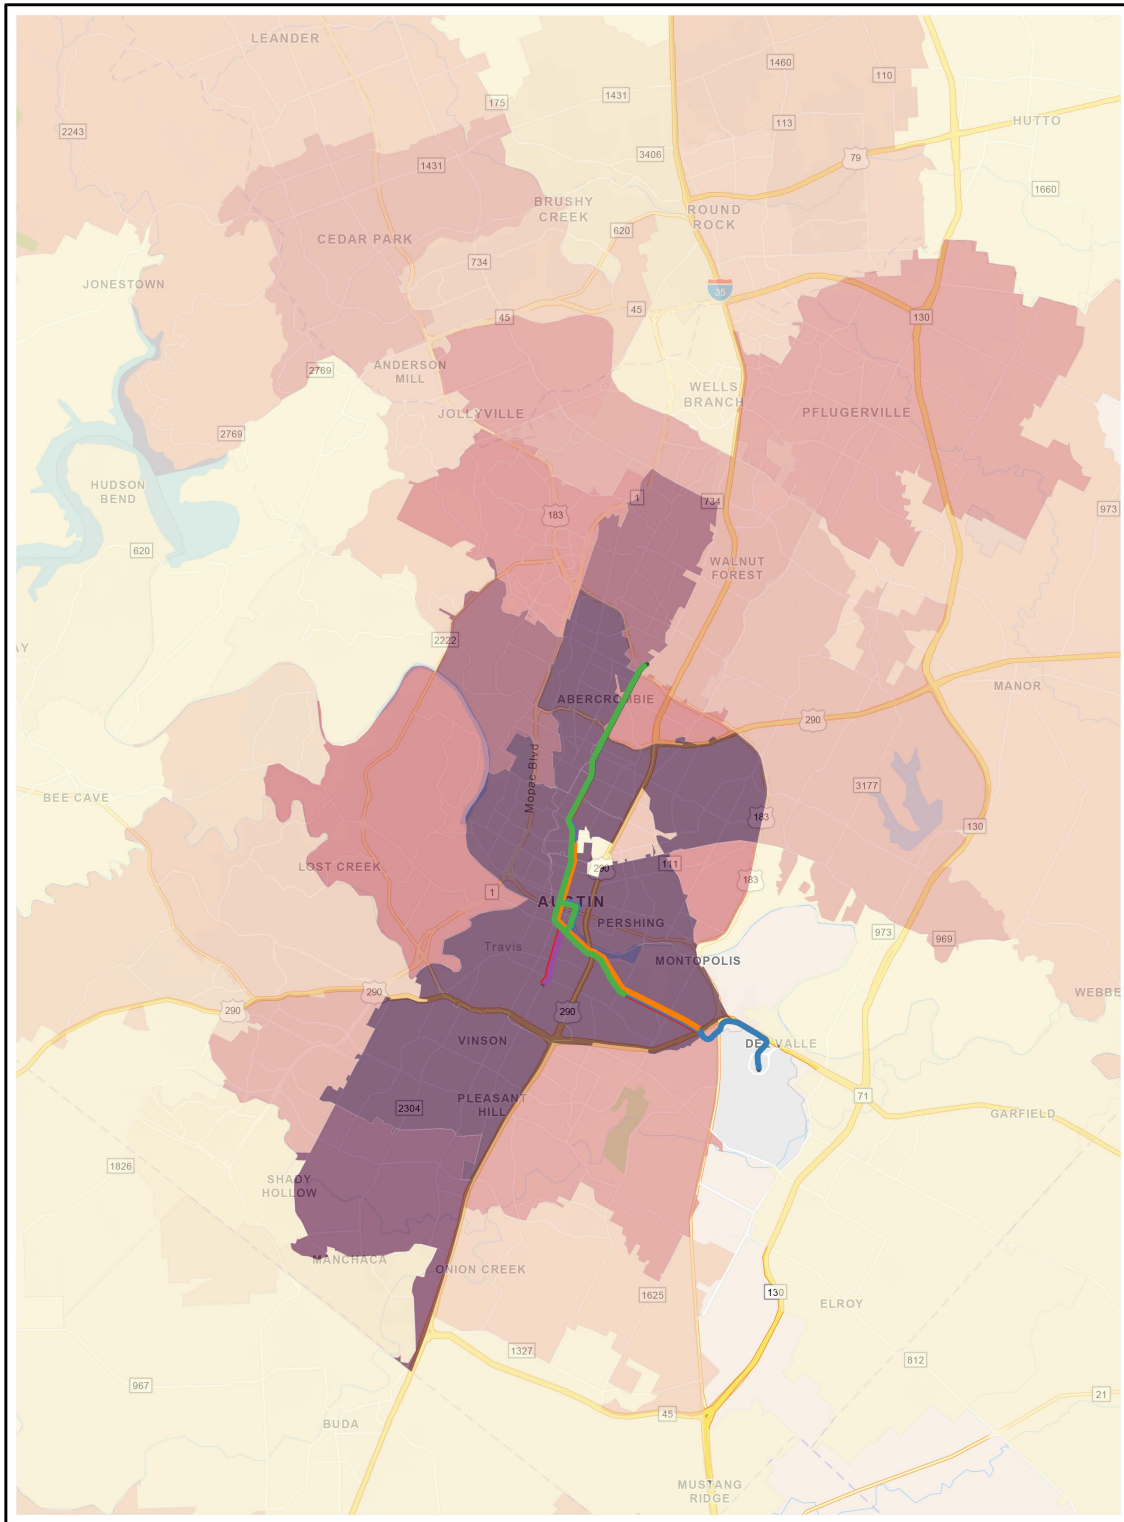 LEANDER
1460
110
175
1431
2243
113
HUTTO
3406
79
1431
1660
BRUSHY
CREEK
ROUND
ROCK
CEDAR PARK
620
734
JONESTOWN
35
45
45
130
2769
ANDERSON
MILL
WELLS
BRANCH
JOLLYVILLE
PFLUGERVILLE
2769
HUDSON
BEND
1
734
973
183
620
WALNUT
FOREST
2222
AY
MANOR
ABERCROMBIE
290
Mopac Blvd
3177
BEE CAVE
183
130
LOST CREEK
111
290
183
1
AUSTIN
PERSHING
973
969
Travis
MONTOPOLIS
290
WEBBE
290
290
VINSON
DEL VALLE
71
PLEASANT
HILL
2304
GARFIELD
1826
SHADY
HOLLOW
MANCHACA
ONION CREEK
1625
130
ELROY
1327
812
967
21
45
BUDA
MUSTANG
RIDGE